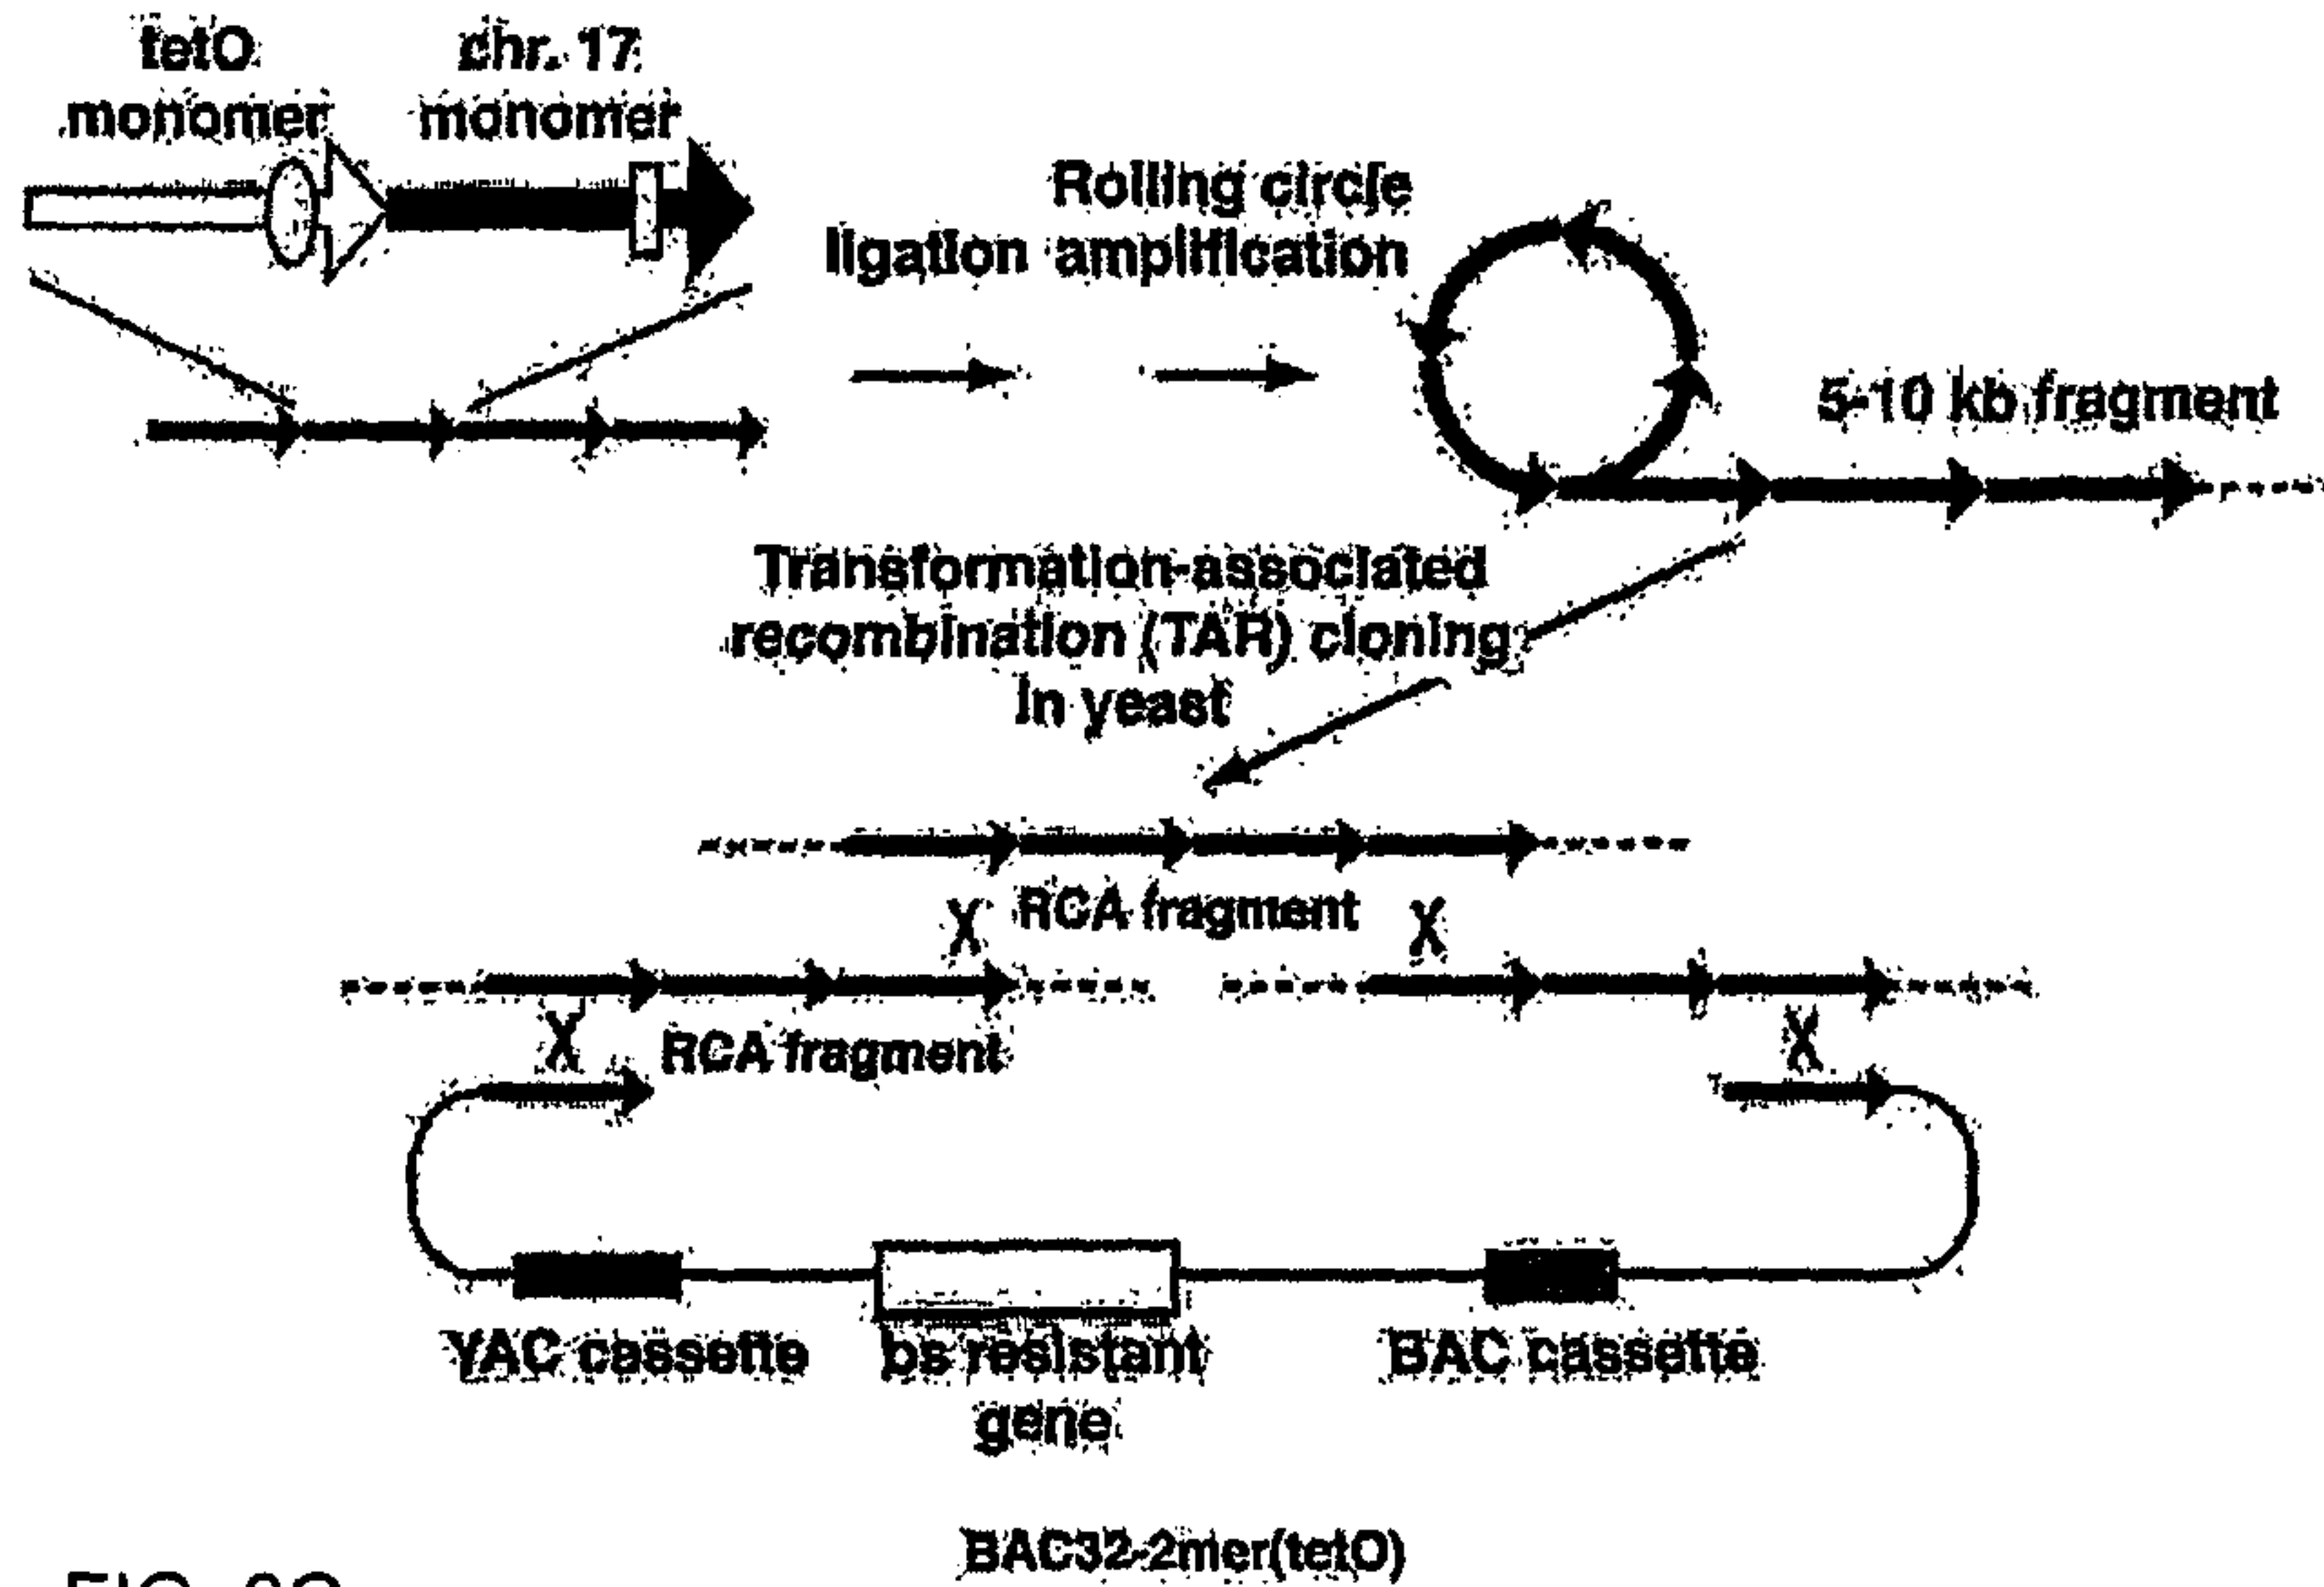 tetO
monomer
chr. 17
monomer
Rolling circle
ligation amplification
5-10 kb fragment
Transformation-associated
recombination (TAR) cloning
in yeast
RCA fragment
X
X
RCA fragment
X
X
YAC cassette
bs resistant
gene
BAC cassette
BAC32-2mer(tetO)